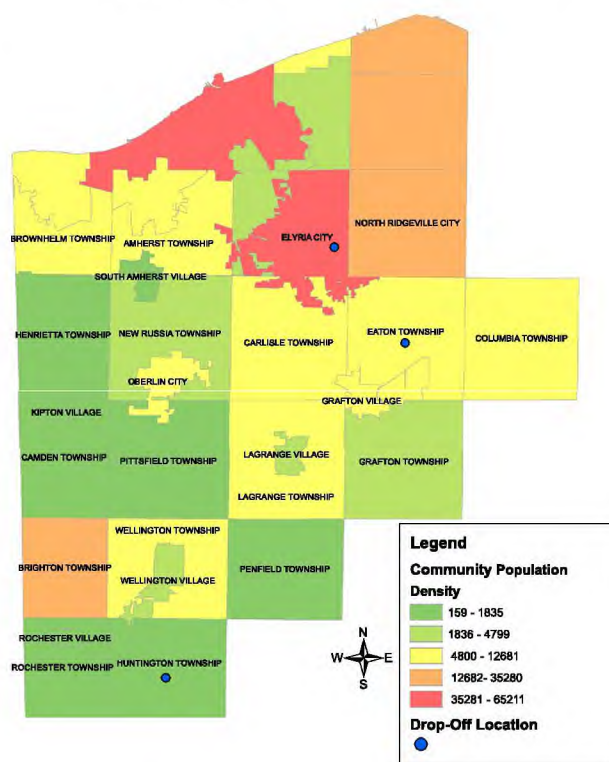 NORTH RIDGEVILLE CITY
ELYRIA CITY
BROWNHELM TOWNSHIP
AMHERST TOWNSHIP
SOUTH AMHERST VILLAGE
HENRIETTA TOWNSHIP
NEW RUSSIA TOWNSHIP
CARLISLE TOWNSHIP
EATON TOWNSHIP
COLUMBIA TOWNSHIP
OBERLIN CITY
GRAFTON VILLAGE
KIPTON VILLAGE
CAMDEN TOWNSHIP
PITTSFIELD TOWNSHIP
LAGRANGE VILLAGE
GRAFTON TOWNSHIP
LAGRANGE TOWNSHIP
WELLINGTON TOWNSHIP
BRIGHTON TOWNSHIP
WELLINGTON VILLAGE
PENFIELD TOWNSHIP
ROCHESTER VILLAGE
ROCHESTER TOWNSHIP
HUNTINGTON TOWNSHIP
N
W E
S
Legend
Community Population
Density
159 - 1835
1836 - 4799
4800 - 12681
12682- 35280
35281 - 65211
Drop-Off Location